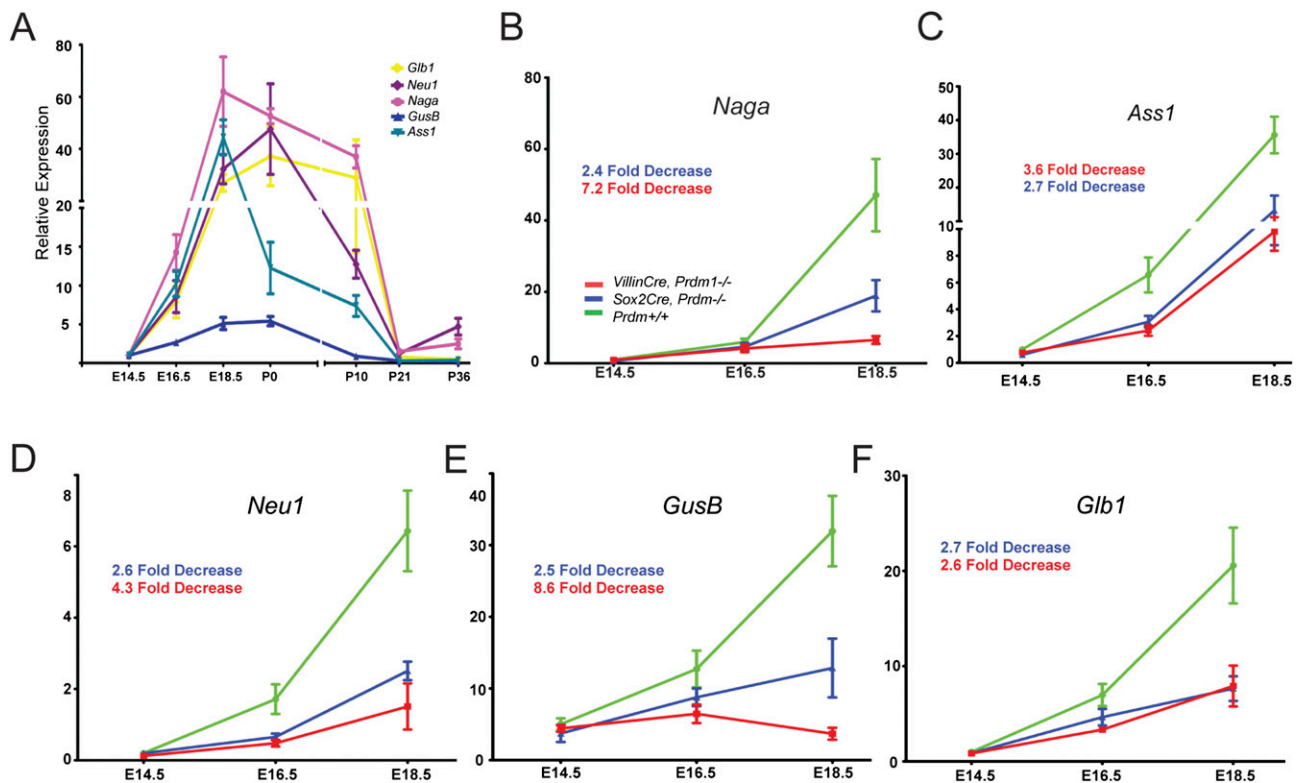 A
Relative Expression
80
60
40
20
20
15
10
5
Glb1
Neu1
Naga
GusB
Ass1
E14.5 E16.5 E18.5 P0 P10 P21 P36
B
Naga
80
60
40
20
0
2.4 Fold Decrease
7.2 Fold Decrease
VillinCre, Prdm1-/-
Sox2Cre, Prdm-/-
Prdm+/+
E14.5 E16.5 E18.5
C
Ass1
50
40
30
20
10
10
8
6
4
2
0
3.6 Fold Decrease
2.7 Fold Decrease
E14.5 E16.5 E18.5
D
Neu1
8
6
4
2
0
2.6 Fold Decrease
4.3 Fold Decrease
E14.5 E16.5 E18.5
E
GusB
40
30
20
10
0
2.5 Fold Decrease
8.6 Fold Decrease
E14.5 E16.5 E18.5
F
Glb1
30
20
10
0
2.7 Fold Decrease
2.6 Fold Decrease
E14.5 E16.5 E18.5